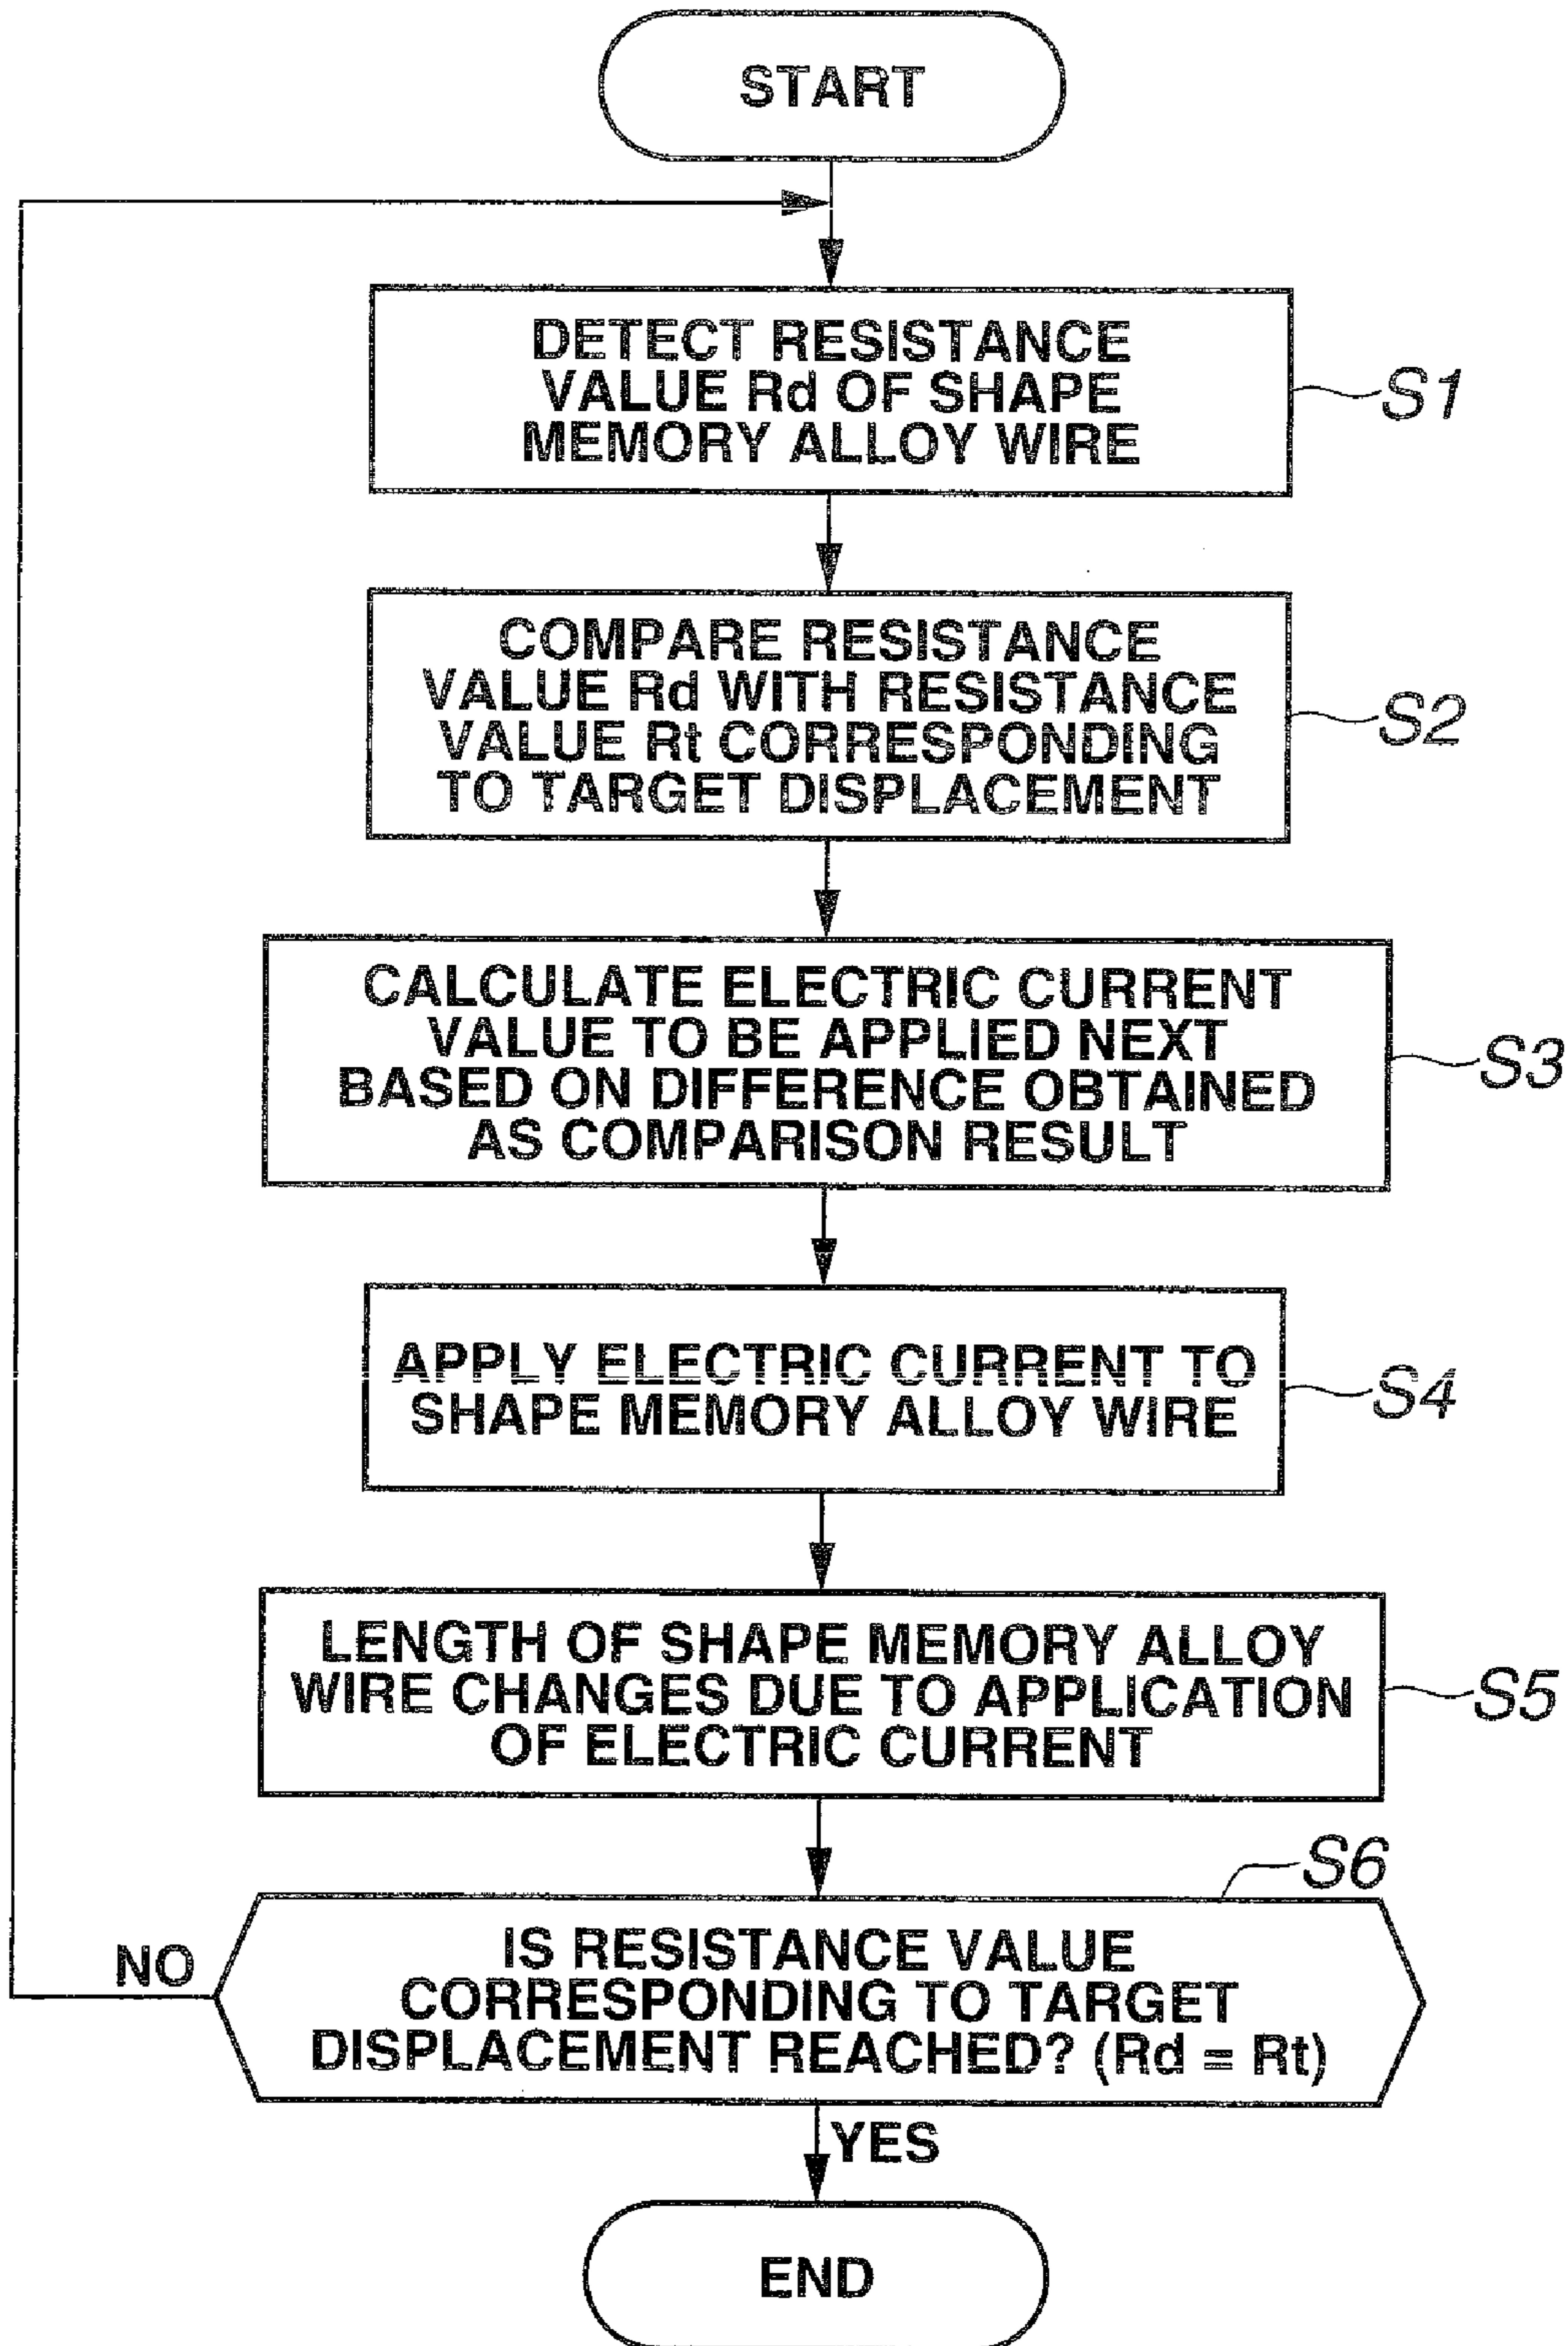 START
DETECT RESISTANCE
VALUE Rd OF SHAPE
MEMORY ALLOY WIRE
S1
COMPARE RESISTANCE
VALUE Rd WITH RESISTANCE
VALUE Rt CORRESPONDING
TO TARGET DISPLACEMENT
S2
CALCULATE ELECTRIC CURRENT
VALUE TO BE APPLIED NEXT
BASED ON DIFFERENCE OBTAINED
AS COMPARISON RESULT
S3
APPLY ELECTRIC CURRENT TO
SHAPE MEMORY ALLOY WIRE
S4
LENGTH OF SHAPE MEMORY ALLOY
WIRE CHANGES DUE TO APPLICATION
OF ELECTRIC CURRENT
S5
S6
IS RESISTANCE VALUE
CORRESPONDING TO TARGET
DISPLACEMENT REACHED? (Rd = Rt)
NO
YES
END